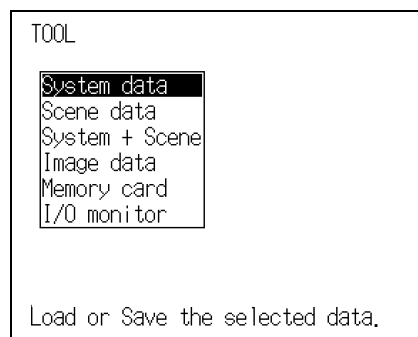 TOOL
System data
Scene data
System + Scene
Image data
Memory card
I/O monitor
Load or Save the selected data.